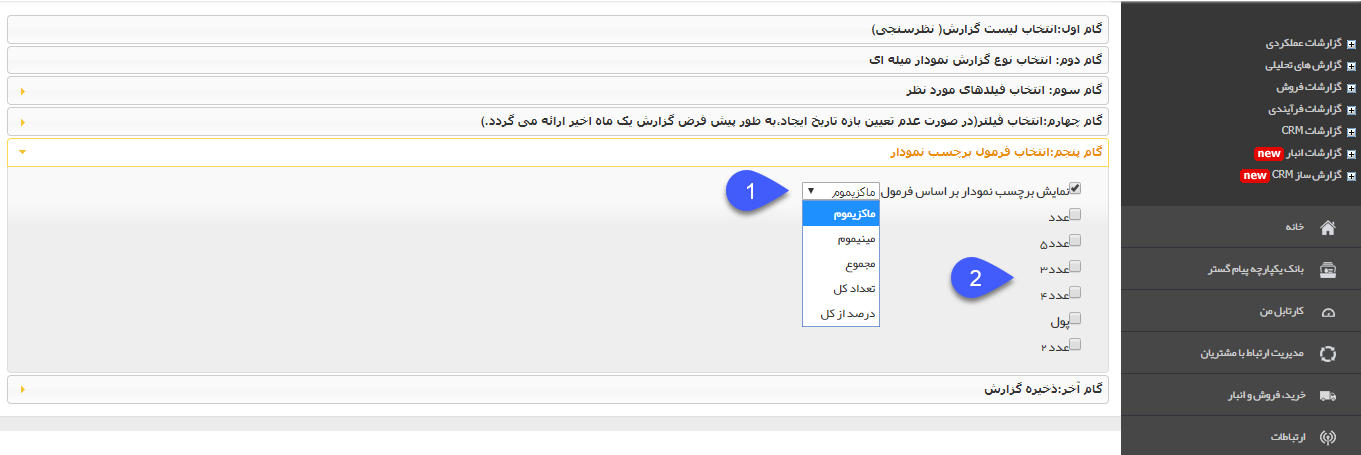 گزارشات عملکردی
گزارش های تحلیلی
گزارشات فروش
گزارشات فرآیندی
گزارشات CRM
گزارشات انبار new
گزارش ساز CRM new
خانه
بانک یکپارچه پیام گستر
کارتابل من
مدیریت ارتباط با مشتریان
خرید، فروش و انبار
ارتباطات
گام اول:انتخاب لیست گزارش( نظرسنجی)
گام دوم: انتخاب نوع گزارش نمودار میله ای
گام سوم: انتخاب فیلدهای مورد نظر
گام چهارم:انتخاب فیلتر(در صورت عدم تعیین بازه تاریخ ایجاد،به طور پیش فرض گزارش یک ماه اخیر ارائه می گردد.)
گام پنجم:انتخاب فرمول برچسب نمودار
نمایش برچسب نمودار بر اساس فرمول ماکزیموم
1
ماکزیموم
مینیموم
مجموع
تعداد کل
درصد از کل
عدد
عدد۵
عدد۳
2
عدد۴
پول
عدد۲
گام آخر:ذخیره گزارش